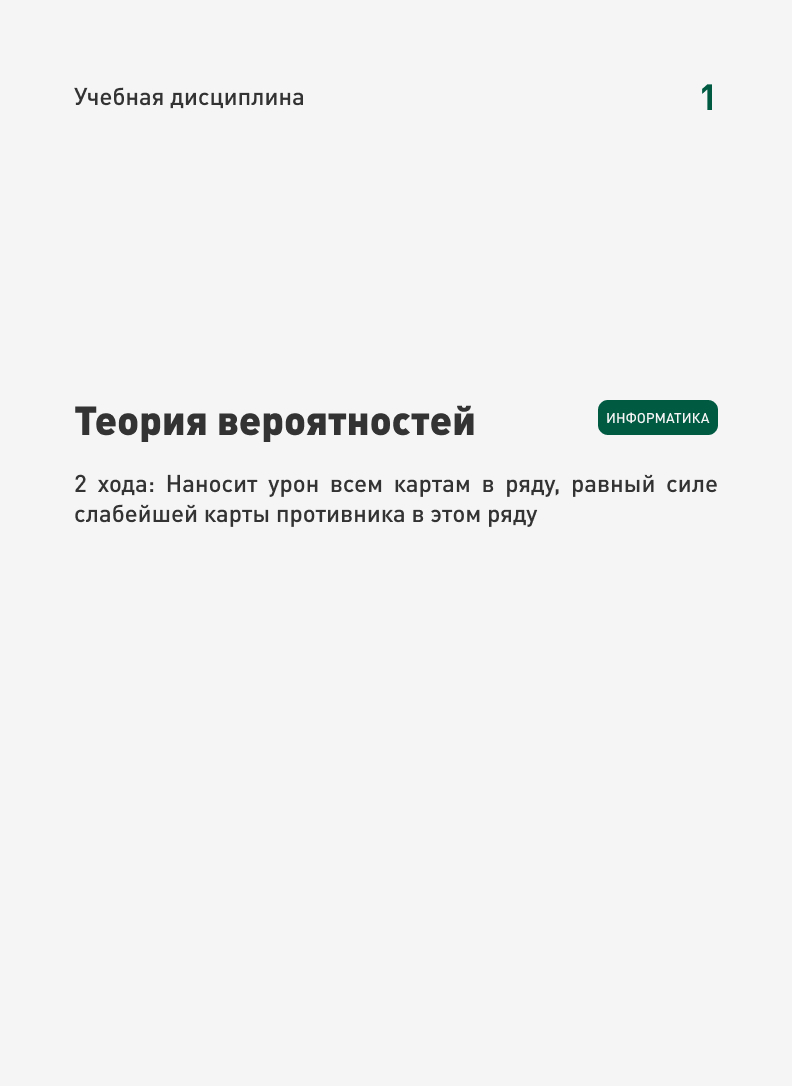 Учебная дисциплина 1
Теория вероятностей ИНФОРМАТИКА
2 хода: Наносит урон всем картам в ряду, равный силе
слабейшей карты противника в этом ряду